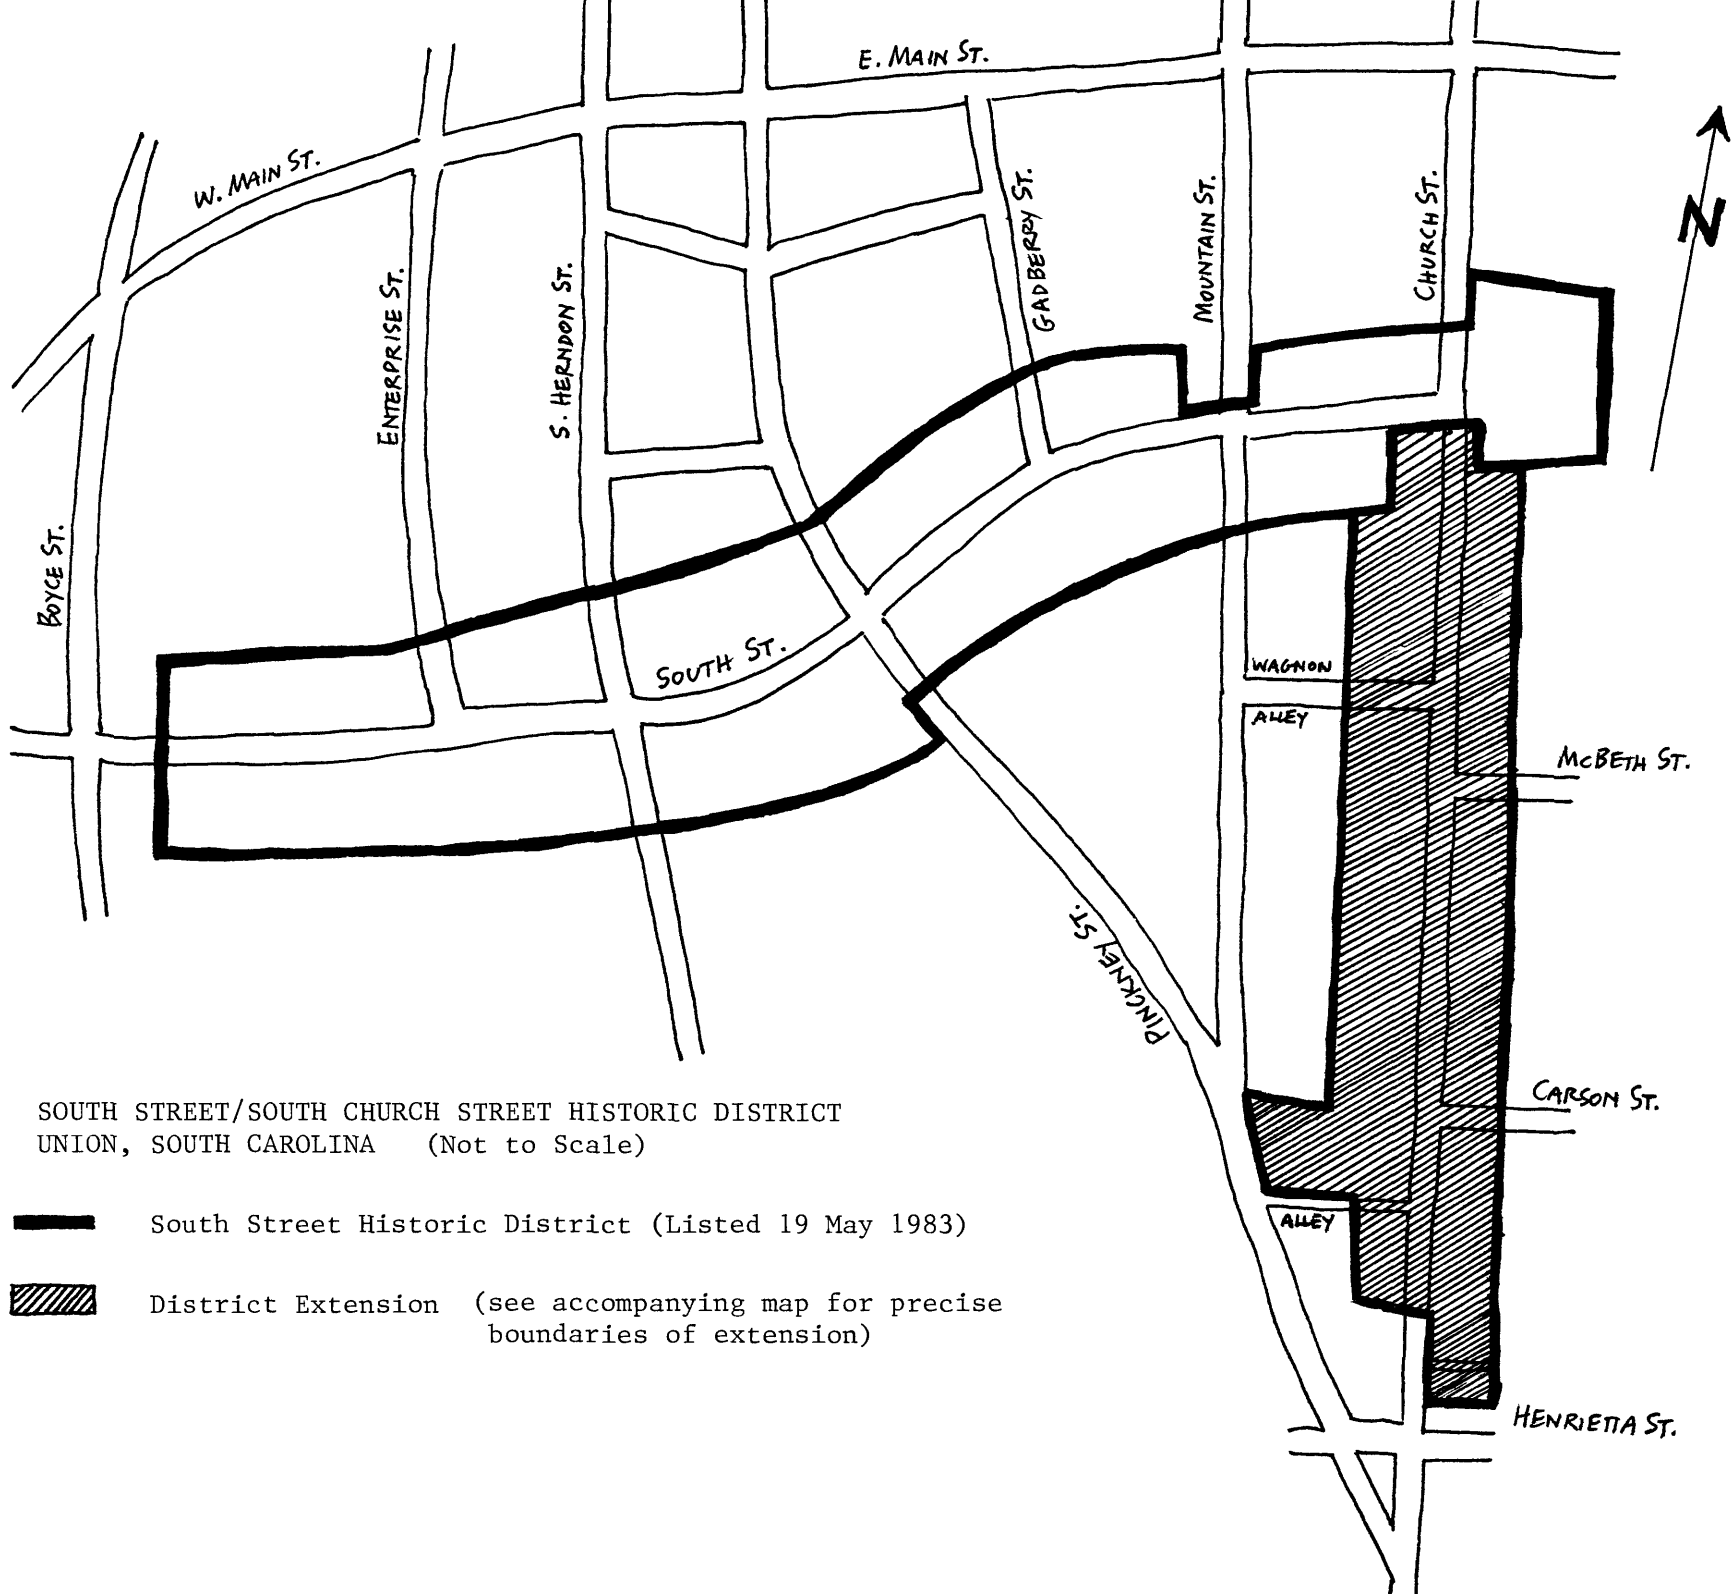 E. MAIN ST.
W. MAIN ST.
GADBERRY ST.
MOUNTAIN ST.
CHURCH ST.
N
ENTERPRISE ST.
S. HERNDON ST.
BOYCE ST.
SOUTH ST.
WAGNON
ALLEY
MCBETH ST.
PINCKNEY ST.
CARSON ST.
SOUTH STREET/SOUTH CHURCH STREET HISTORIC DISTRICT
UNION, SOUTH CAROLINA (Not to Scale)
South Street Historic District (Listed 19 May 1983)
ALLEY
District Extension (see accompanying map for precise
boundaries of extension)
HENRIETTA ST.